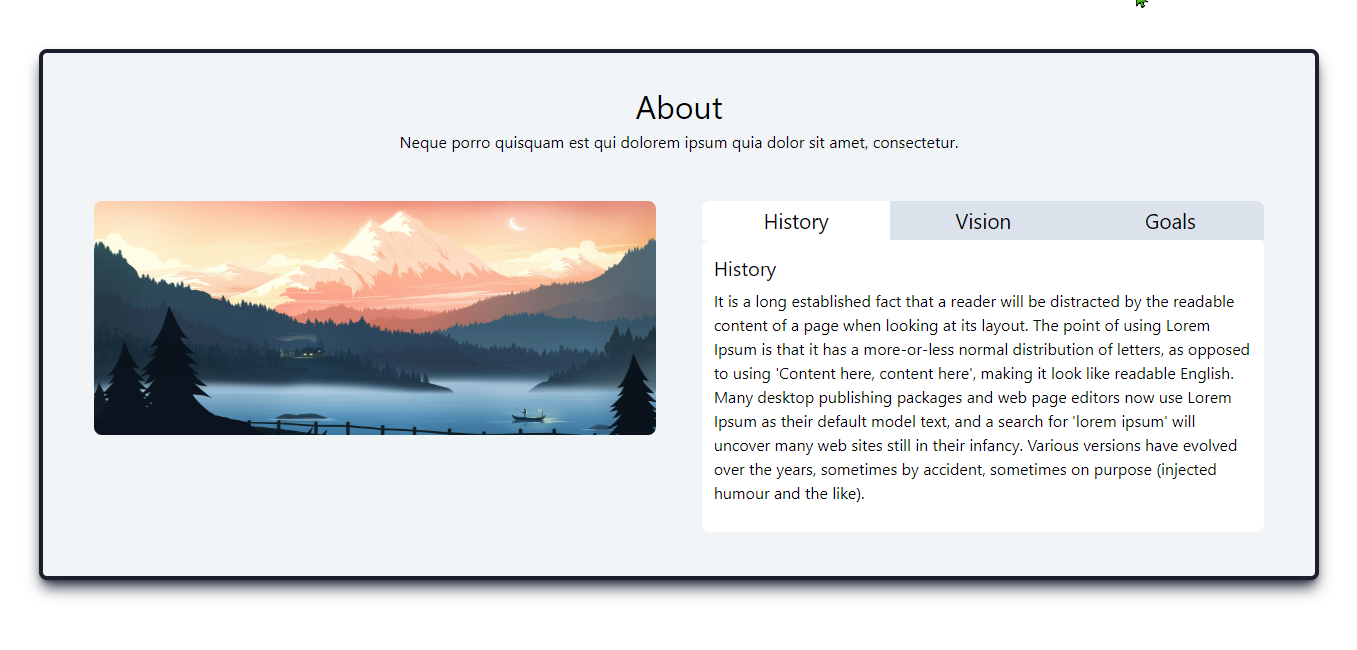 About
Neque porro quisquam est qui dolorem ipsum quia dolor sit amet, consectetur.
History
Vision
Goals
History
It is a long established fact that a reader will be distracted by the readable
content of a page when looking at its layout. The point of using Lorem
Ipsum is that it has a more-or-less normal distribution of letters, as opposed
to using 'Content here, content here', making it look like readable English.
Many desktop publishing packages and web page editors now use Lorem
Ipsum as their default model text, and a search for 'lorem ipsum' will
uncover many web sites still in their infancy. Various versions have evolved
over the years, sometimes by accident, sometimes on purpose (injected
humour and the like).